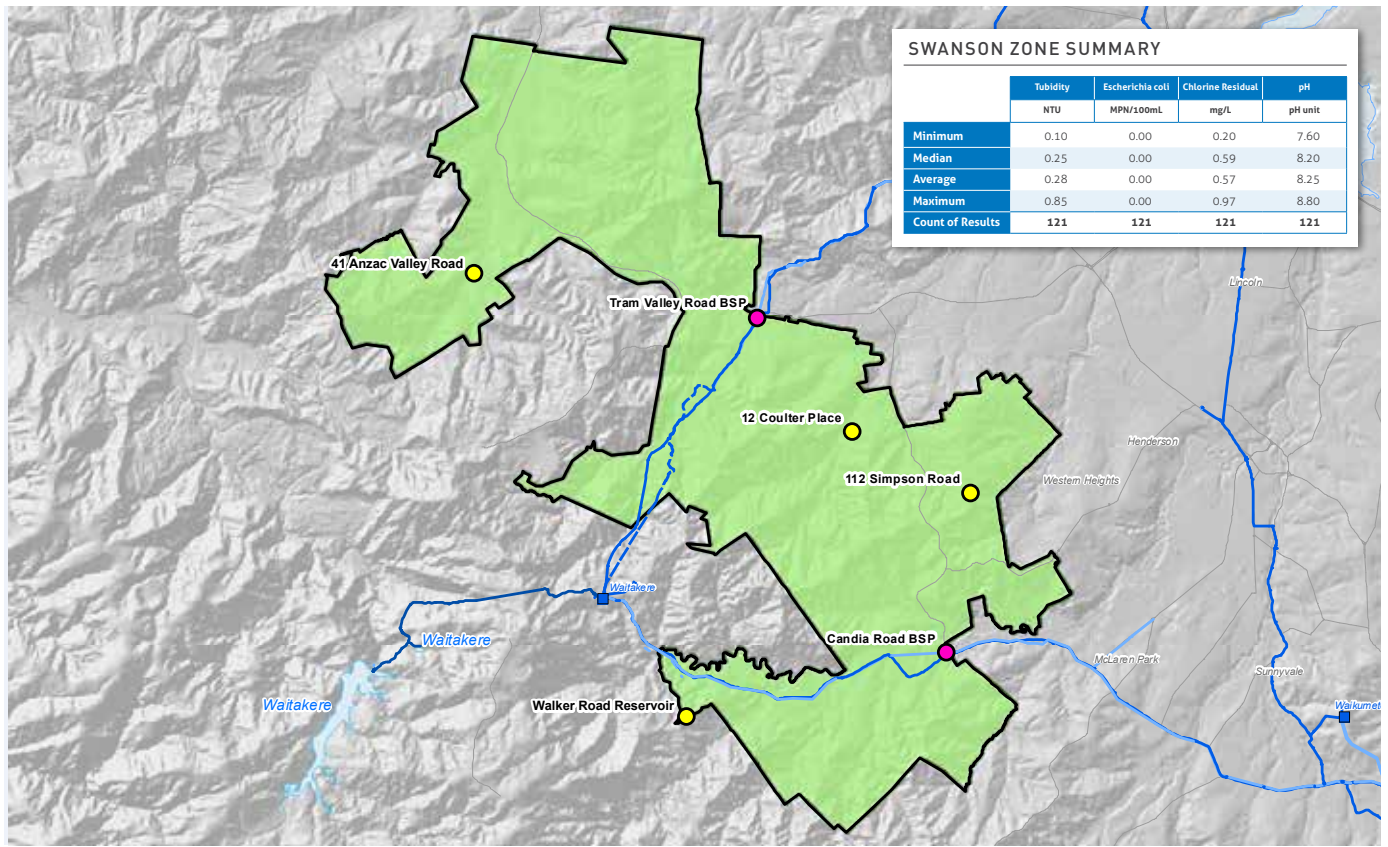 SWANSON ZONE SUMMARY
Tubidity Escherichia coli Chlorine Residual pH
NTU MPN/100mL mg/L pH unit
Minimum 0.10 0.00 0.20 7.60
Median 0.25 0.00 0.59 8.20
Average 0.28 0.00 0.57 8.25
Maximum 0.85 0.00 0.97 8.80
Count of Results 121 121 121 121
41 Anzac Valley Road
Lincoln
Tram Valley Road BSP
12 Coulter Place
Henderson
112 Simpson Road
Western Heights
Waitakere
Waitakere
Candia Road BSP
McLaren Park
Sunnyvale
Waitakere
Walker Road Reservoir
Waikumete